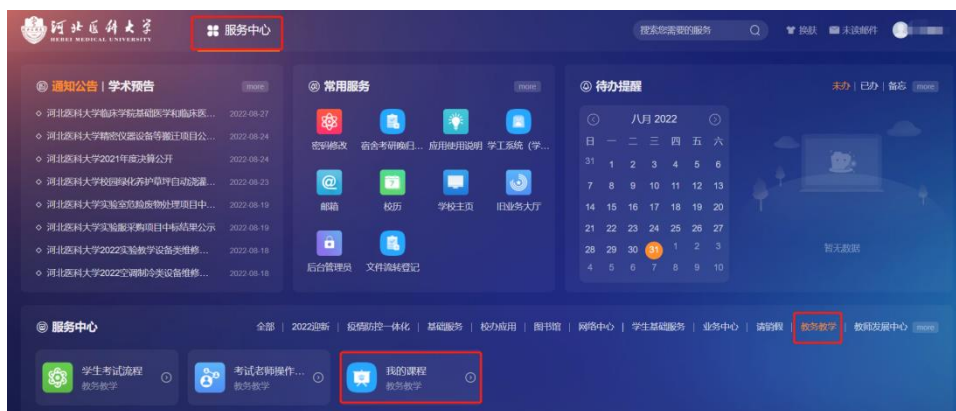 河北医科大学
HEBEI MEDICAL UNIVERSITY
服务中心
搜索您需要的服务
换肤
未读邮件
通知公告 | 学术预告
more
河北医科大学临床学院基础医学和临床医... 2022-08-27
河北医科大学精密仪器设备等搬迁项目公... 2022-08-24
河北医科大学2021年度决算公开 2022-08-24
河北医科大学校园绿化养护草坪自动浇灌... 2022-08-23
河北医科大学实验室危险废物处理项目中... 2022-08-19
河北医科大学实验服采购项目中标结果公示 2022-08-19
河北医科大学2022实验教学设备类维修... 2022-08-18
河北医科大学2022空调制冷类设备维修... 2022-08-18
常用服务
more
密码修改 宿舍考研晚归... 应用使用说明 学工系统（学...
邮箱 校历 学校主页 旧业务大厅
后台管理员 文件流转登记
待办提醒
未办 | 已办 | 备忘 more
八月 2022
日 一 二 三 四 五 六
31 1 2 3 4 5 6
7 8 9 10 11 12 13
14 15 16 17 18 19 20
21 22 23 24 25 26 27
28 29 30 31 1 2 3
4 5 6 7 8 9 10
暂无数据
服务中心
全部 | 2022迎新 | 疫情防控一体化 | 基础服务 | 校办应用 | 图书馆 | 网络中心 | 学生基础服务 | 业务中心 | 请销假 | 教务教学 | 教师发展中心 more
学生考试流程
教务教学
考试老师操作...
教务教学
我的课程
教务教学